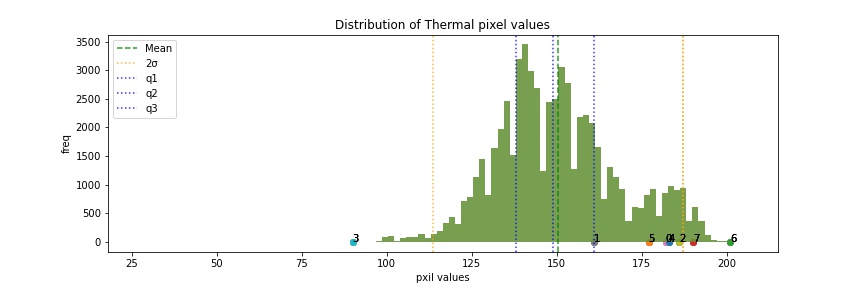 Distribution of Thermal pixel values
3500
3000
2500
2000
1500
1000
500
0
freq
Mean
2σ
q1
q2
q3
3 1 5 0 4 2 7 6
25 50 75 100 125 150 175 200
pxil values